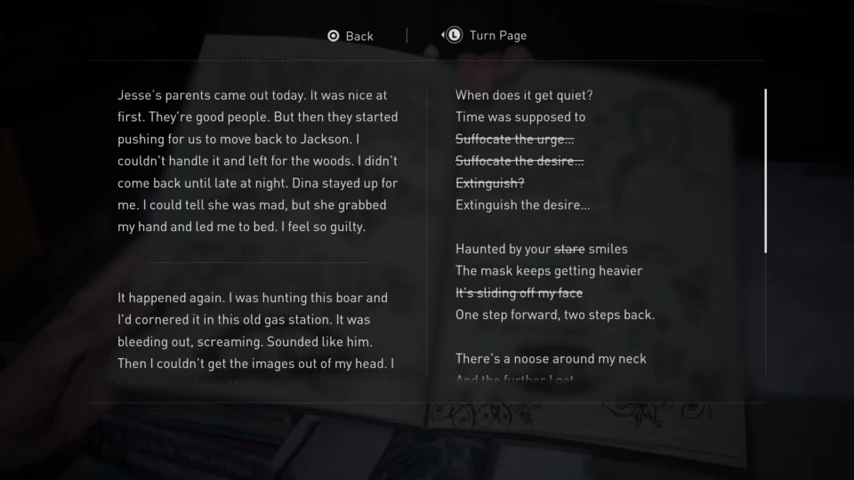 Back
Turn Page
Jesse's parents came out today. It was nice at
first. They're good people. But then they started
pushing for us to move back to Jackson. I
couldn't handle it and left for the woods. I didn't
come back until late at night. Dina stayed up for
me. I could tell she was mad, but she grabbed
my hand and led me to bed. I feel so guilty.
It happened again. I was hunting this boar and
I'd cornered it in this old gas station. It was
bleeding out, screaming. Sounded like him.
Then I couldn't get the images out of my head. I
When does it get quiet?
Time was supposed to
Suffocate the urge...
Suffocate the desire...
Extinguish?
Extinguish the desire...
Haunted by your stare smiles
The mask keeps getting heavier
It's sliding off my face
One step forward, two steps back.
There's a noose around my neck
And the further I get